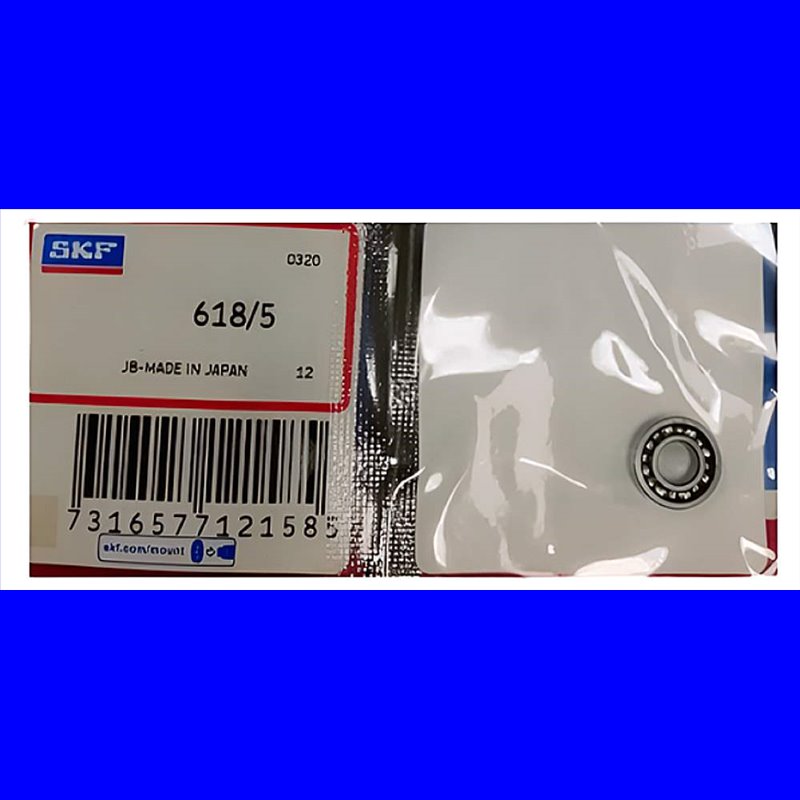 SKF
0320
618/5
JB-MADE IN JAPAN 12
7316577121585
skf.com/mount